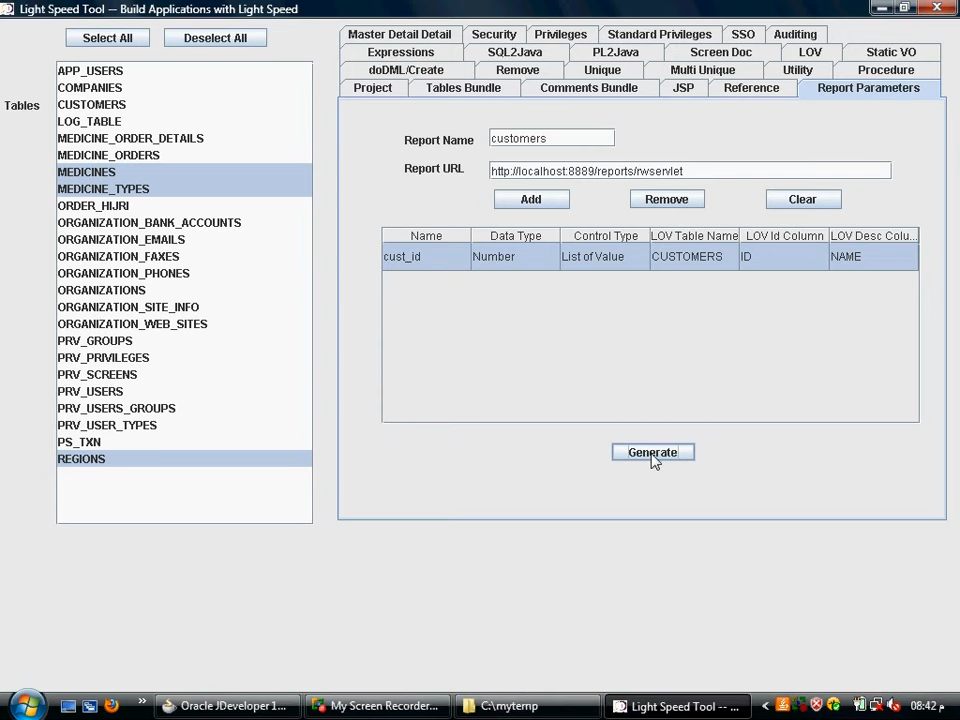 Light Speed Tool -- Build Applications with Light Speed
Select All Deselect All
Tables
APP_USERS
COMPANIES
CUSTOMERS
LOG_TABLE
MEDICINE_ORDER_DETAILS
MEDICINE_ORDERS
MEDICINES
MEDICINE_TYPES
ORDER_HIJRI
ORGANIZATION_BANK_ACCOUNTS
ORGANIZATION_EMAILS
ORGANIZATION_FAXES
ORGANIZATION_PHONES
ORGANIZATIONS
ORGANIZATION_SITE_INFO
ORGANIZATION_WEB_SITES
PRV_GROUPS
PRV_PRIVILEGES
PRV_SCREENS
PRV_USERS
PRV_USERS_GROUPS
PRV_USER_TYPES
PS_TXN
REGIONS
Master Detail Detail Security Privileges Standard Privileges SSO Auditing
Expressions SQL2Java PL2Java Screen Doc LOV Static VO
doDML/Create Remove Unique Multi Unique Utility Procedure
Project Tables Bundle Comments Bundle JSP Reference Report Parameters
Report Name customers
Report URL http://localhost:8889/reports/rwservlet
Add Remove Clear
Name Data Type Control Type LOV Table Name LOV Id Column LOV Desc Colu...
cust_id Number List of Value CUSTOMERS ID NAME
Generate
Oracle JDeveloper 1... My Screen Recorder... C:\mytemp Light Speed Tool -- ... 08:42 م